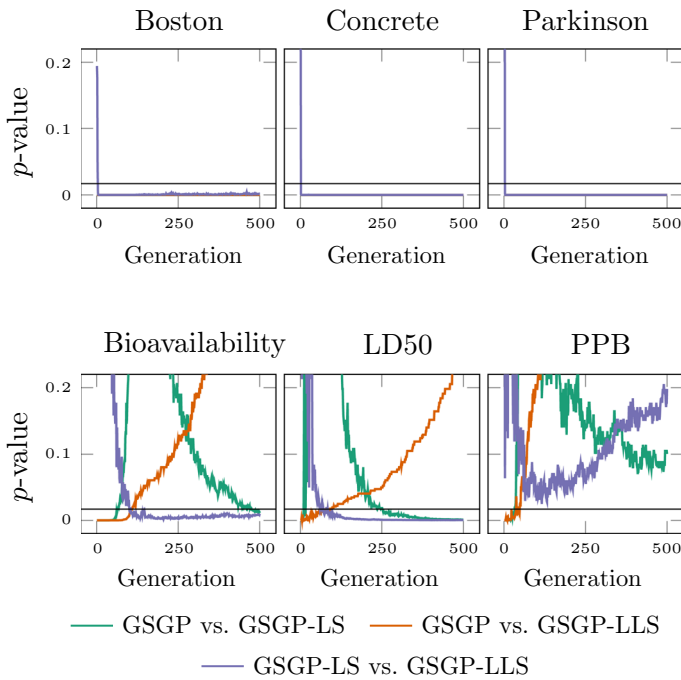 Boston Concrete Parkinson
0.2
0.1
0
p-value
0 250 500 0 250 500 0 250 500
Generation Generation Generation
Bioavailability LD50 PPB
0.2
0.1
0
p-value
0 250 500 0 250 500 0 250 500
Generation Generation Generation
GSGP vs. GSGP-LS GSGP vs. GSGP-LLS
GSGP-LS vs. GSGP-LLS